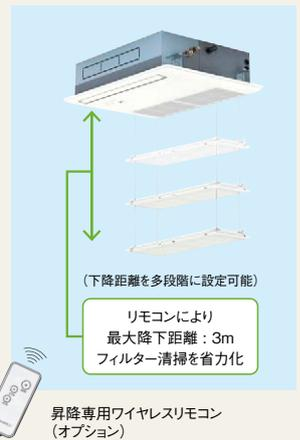 （下降距離を多段階に設定可能）
リモコンにより
最大降下距離：3m
フィルター清掃を省力化
昇降専用ワイヤレスリモコン
（オプション）